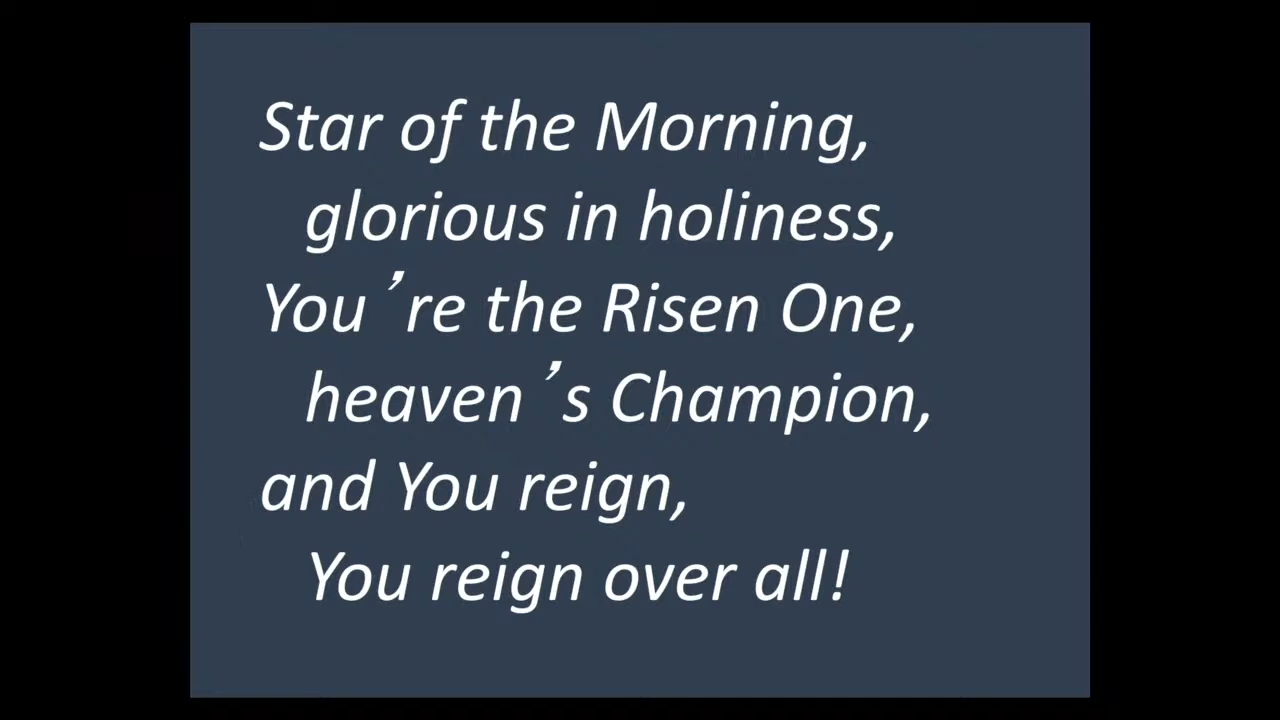 Star of the Morning,
glorious in holiness,
You’re the Risen One,
heaven’s Champion,
and You reign,
You reign over all!